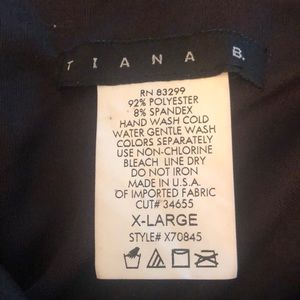 TIANA B.
RN 83299
92% POLYESTER
8% SPANDEX
HAND WASH COLD
WATER GENTLE WASH
COLORS SEPARATELY
USE NON-CHLORINE
BLEACH LINE DRY
DO NOT IRON
MADE IN U.S.A.
OF IMPORTED FABRIC
CUT# 34655
X-LARGE
STYLE# X70845